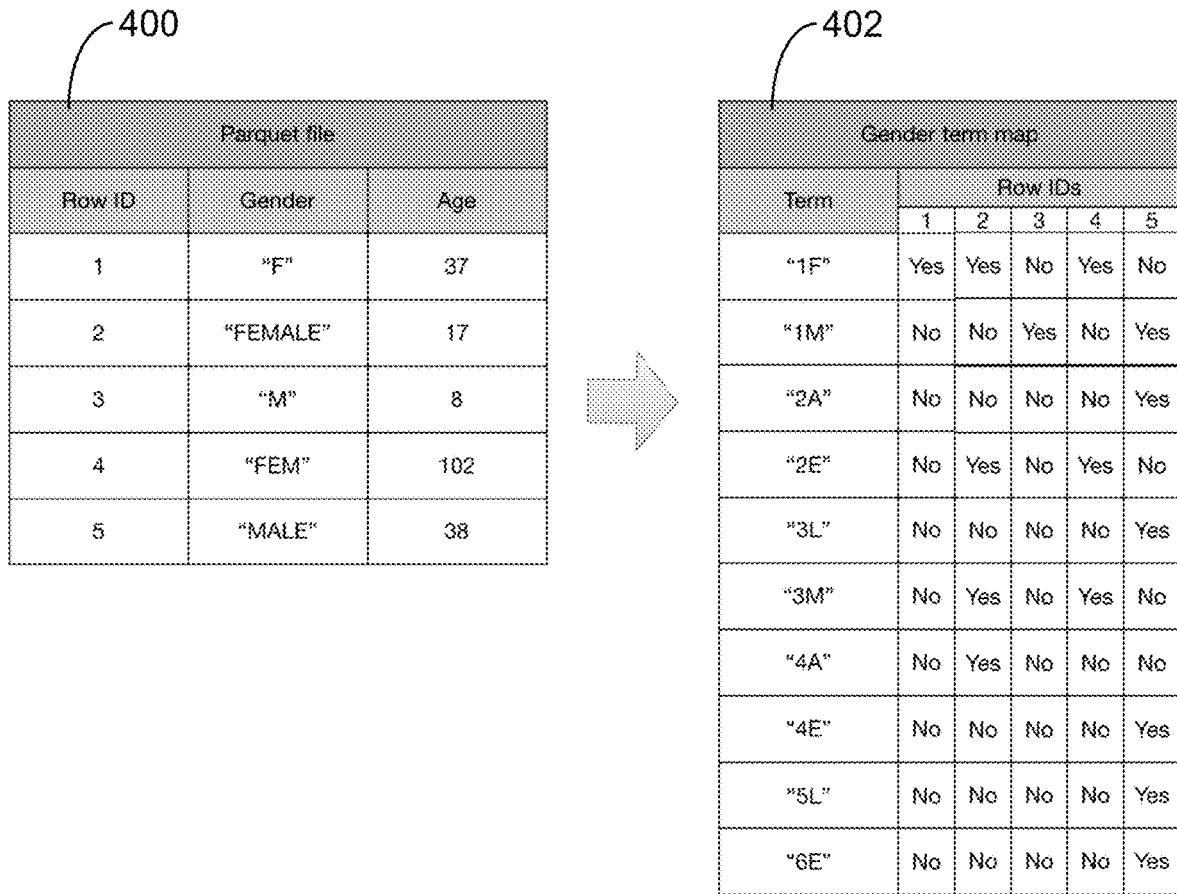 400
Parquet file
Row ID Gender Age
1 “F” 37
2 “FEMALE” 17
3 “M” 8
4 “FEM” 102
5 “MALE” 38
402
Gender term map
Term Row IDs
1 2 3 4 5
“1F” Yes Yes No Yes No
“1M” No No Yes No Yes
“2A” No No No No Yes
“2E” No Yes No Yes No
“3L” No No No No Yes
“3M” No Yes No Yes No
“4A” No Yes No No No
“4E” No No No No Yes
“5L” No No No No Yes
“6E” No No No No Yes